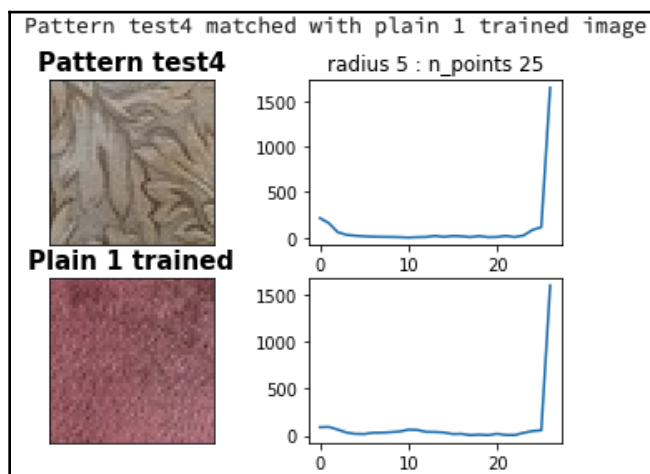 Pattern test4 matched with plain 1 trained image
Pattern test4
radius 5 : n_points 25
1500
1000
500
0
0 10 20
Plain 1 trained
1500
1000
500
0
0 10 20